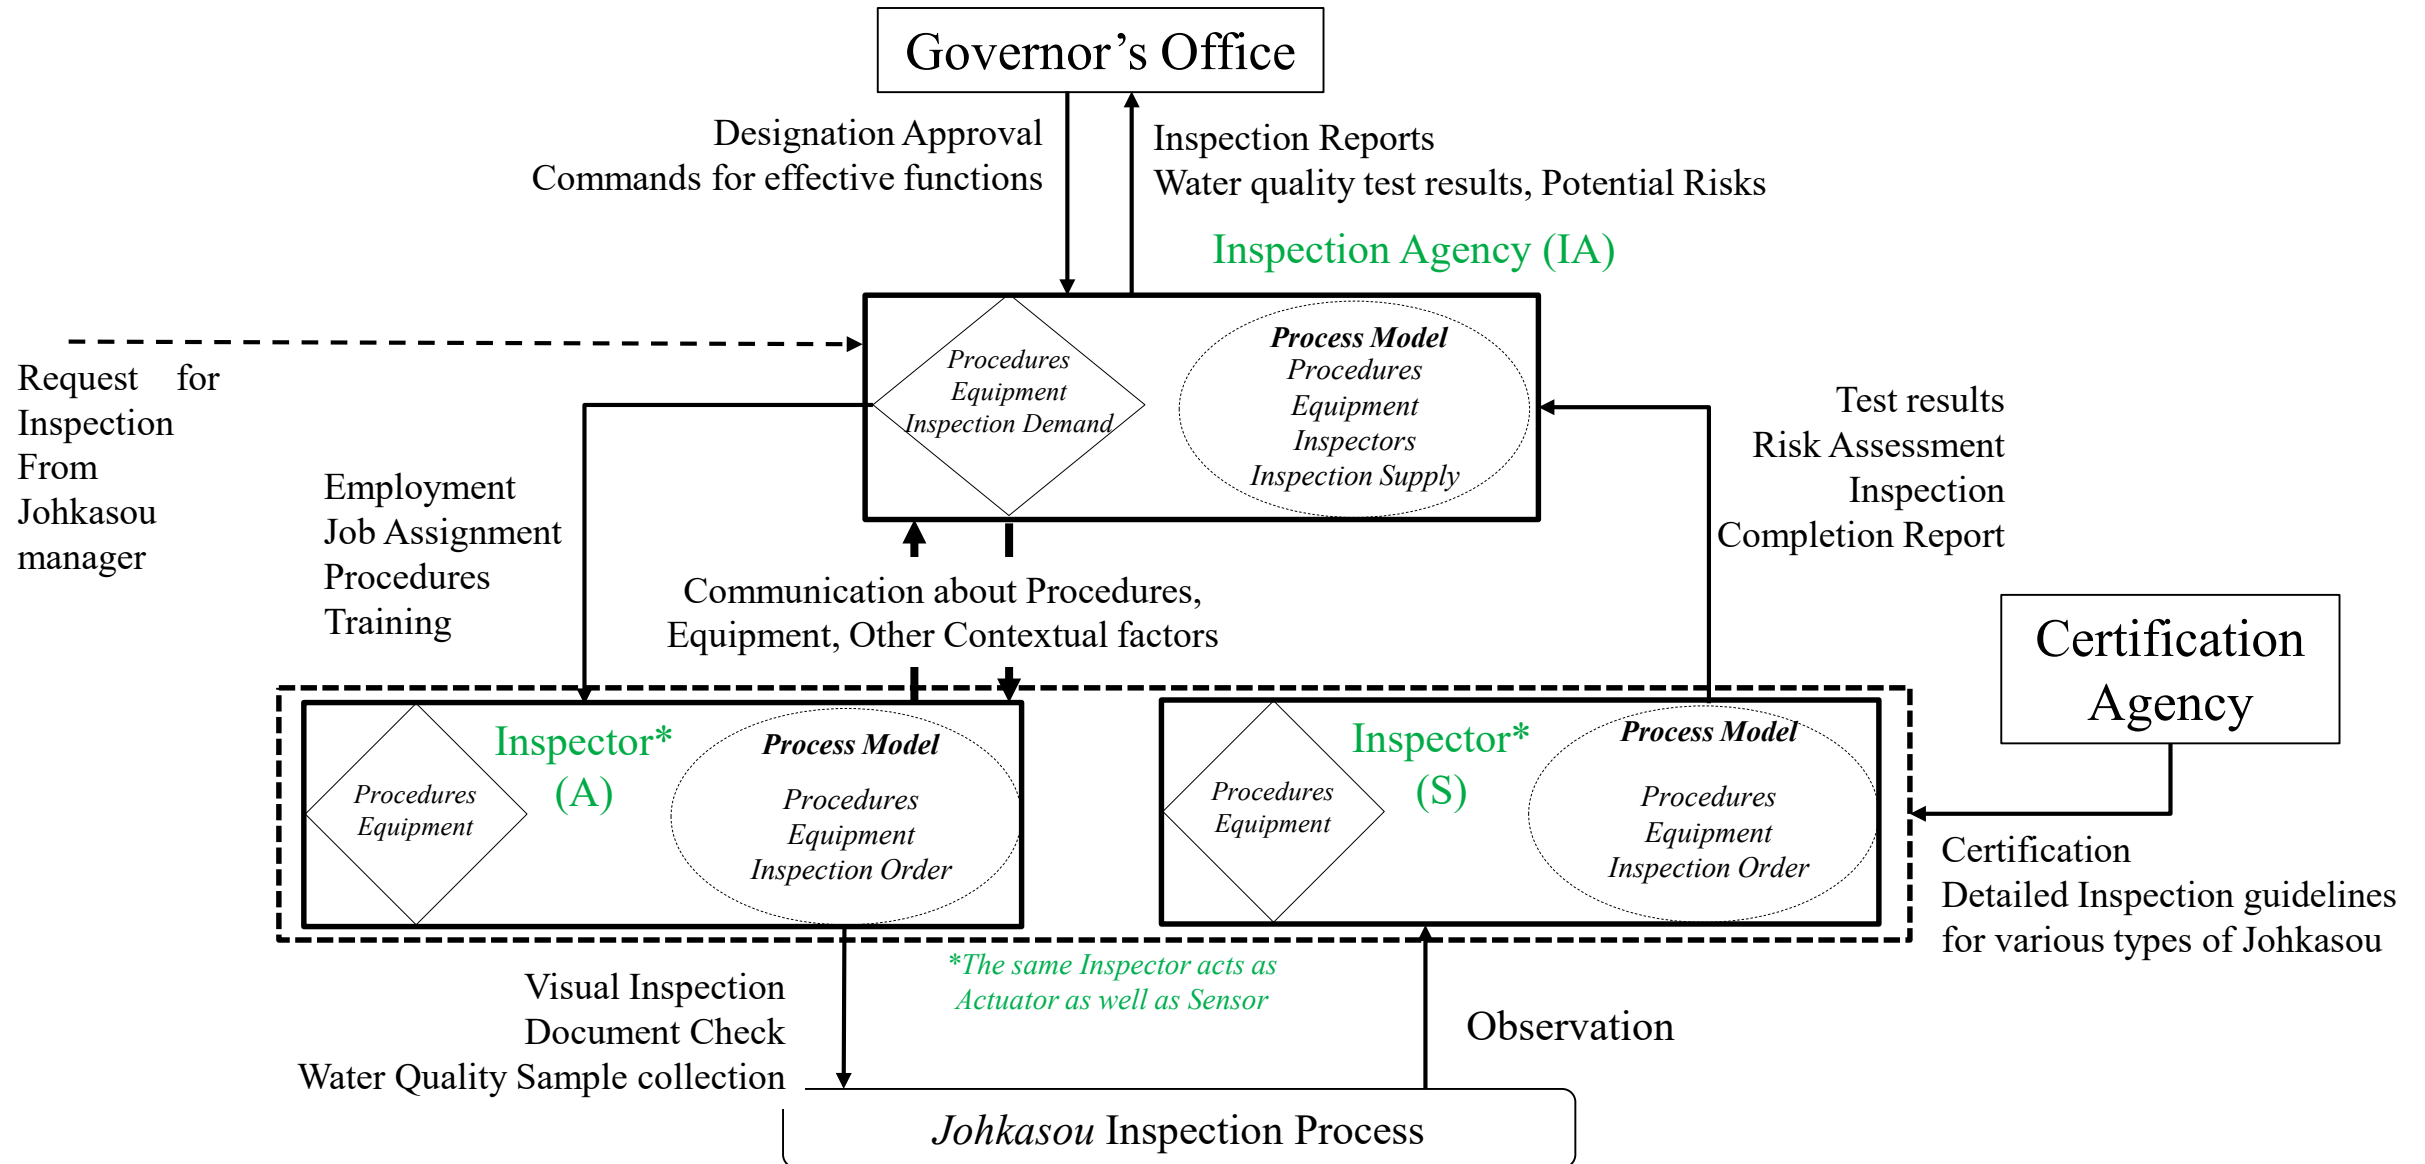 Governor’s Office
Designation Approval
Commands for effective functions
Inspection Reports
Water quality test results, Potential Risks
Inspection Agency (IA)
Procedures
Equipment
Inspection Demand
Process Model
Procedures
Equipment
Inspectors
Inspection Supply
Request for
Inspection
From
Johkasou
manager
Employment
Job Assignment
Procedures
Training
Communication about Procedures,
Equipment, Other Contextual factors
Test results
Risk Assessment
Inspection
Completion Report
Certification
Agency
Procedures
Equipment
Inspector*
(A)
Process Model
Procedures
Equipment
Inspection Order
Procedures
Equipment
Inspector*
(S)
Process Model
Procedures
Equipment
Inspection Order
Certification
Detailed Inspection guidelines
for various types of Johkasou
*The same Inspector acts as
Actuator as well as Sensor
Visual Inspection
Document Check
Water Quality Sample collection
Observation
Johkasou Inspection Process